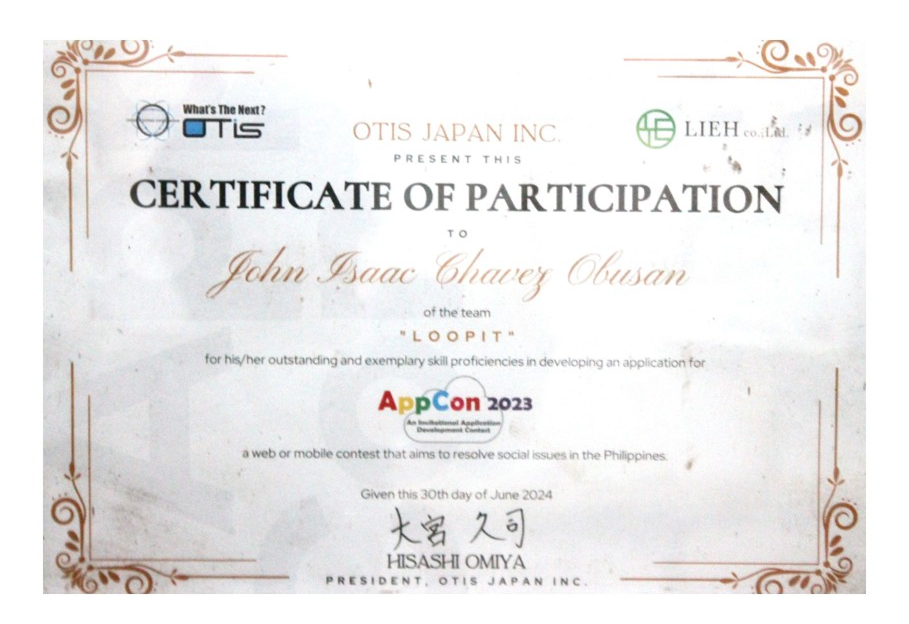 What's The Next?
OTiS
LIEH co.,Ltd.
OTIS JAPAN INC.
PRESENT THIS
CERTIFICATE OF PARTICIPATION
TO
John Isaac Chavez Obusan
of the team
"LOOPIT"
for his/her outstanding and exemplary skill proficiencies in developing an application for
AppCon 2023
An Invitational Application
Development Contest
a web or mobile contest that aims to resolve social issues in the Philippines.
Given this 30th day of June 2024
大宮 久司
HISASHI OMIYA
PRESIDENT, OTIS JAPAN INC.